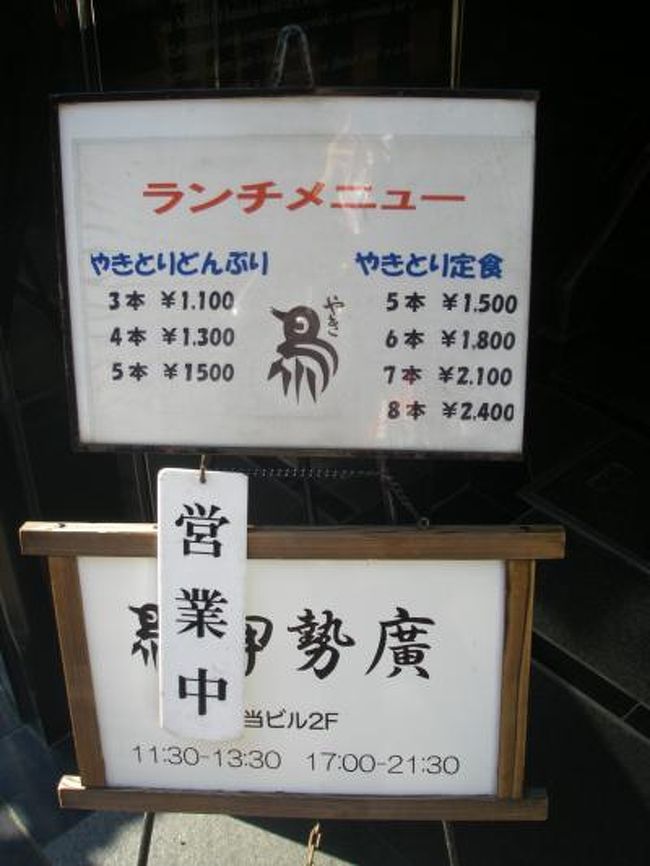 ランチメニュー
やきとりどんぶり
3本 ¥1.100
4本 ¥1.300
5本 ¥1500
やき
やきとり定食
5本 ¥1.500
6本 ¥1.800
7本 ¥2.100
8本 ¥2.400
営業中
勢廣
当ビル2F
11:30-13:30 17:00-21:30